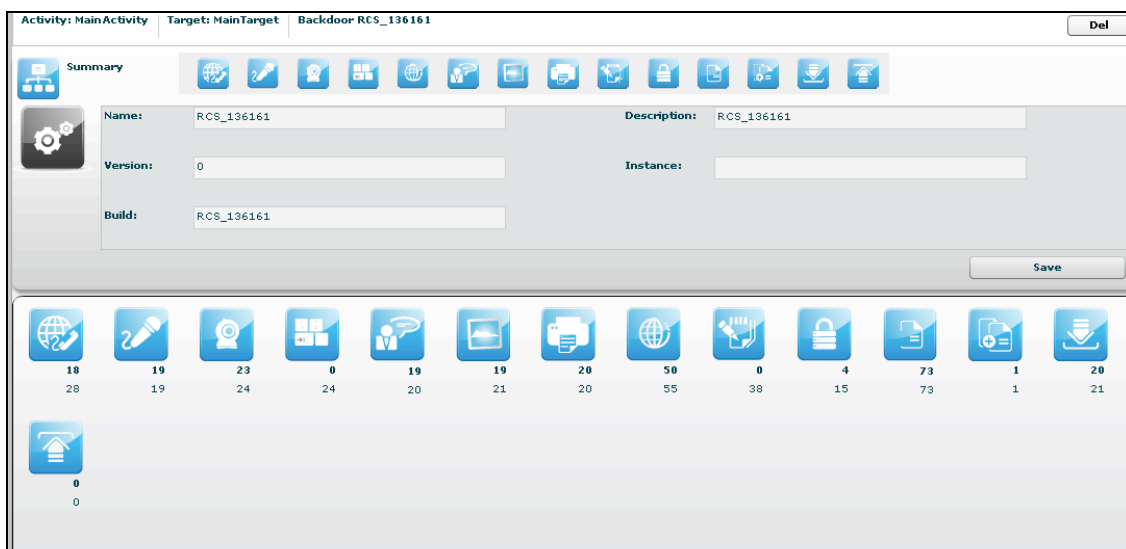 Activity: MainActivity Target: MainTarget Backdoor RCS_136161 Del
Summary
Name: RCS_136161 Description: RCS_136161
Version: 0 Instance:
Build: RCS_136161
Save
18 19 23 0 19 19 20 50 0 4 73 1 20
28 19 24 24 20 21 20 55 38 15 73 1 21
0
0